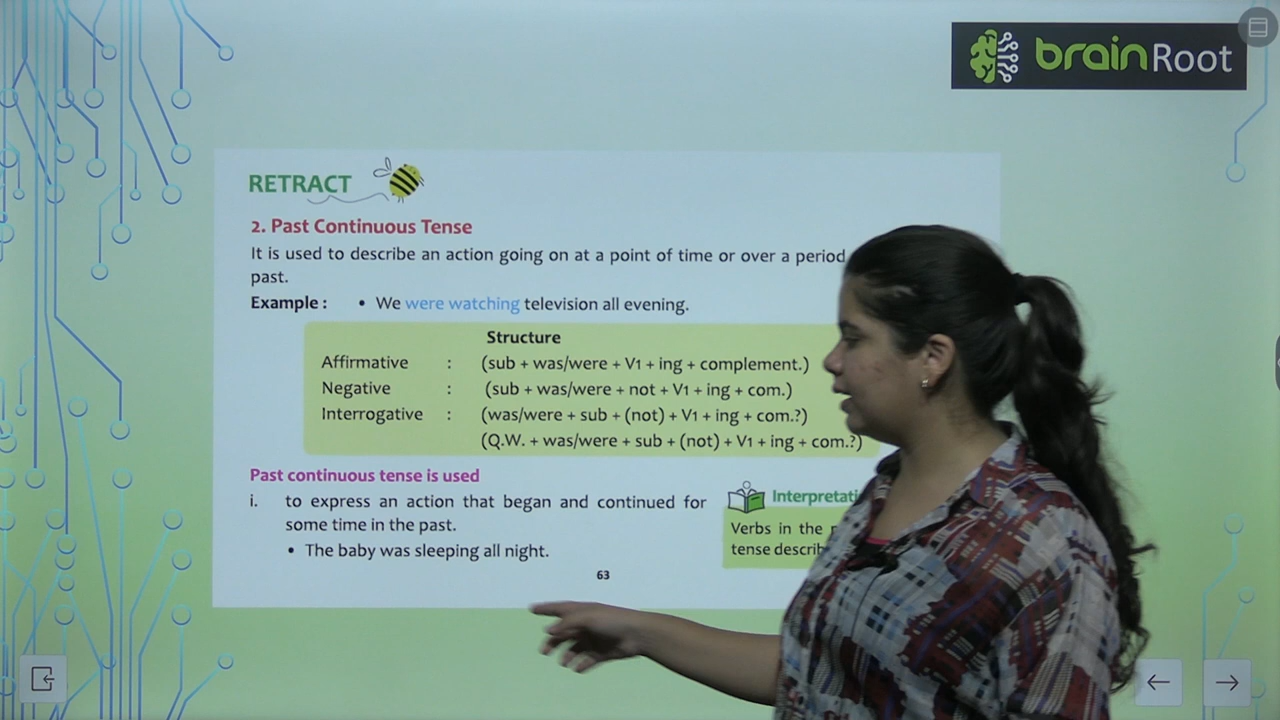 brainRoot
RETRACT
2. Past Continuous Tense
It is used to describe an action going on at a point of time or over a period
past.
Example : • We were watching television all evening.
Structure
Affirmative : (sub + was/were + V1 + ing + complement.)
Negative : (sub + was/were + not + V1 + ing + com.)
Interrogative : (was/were + sub + (not) + V1 + ing + com.?)
(Q.W. + was/were + sub + (not) + V1 + ing + com.?)
Past continuous tense is used
i. to express an action that began and continued for
some time in the past.
• The baby was sleeping all night.
Verbs in the
tense
63